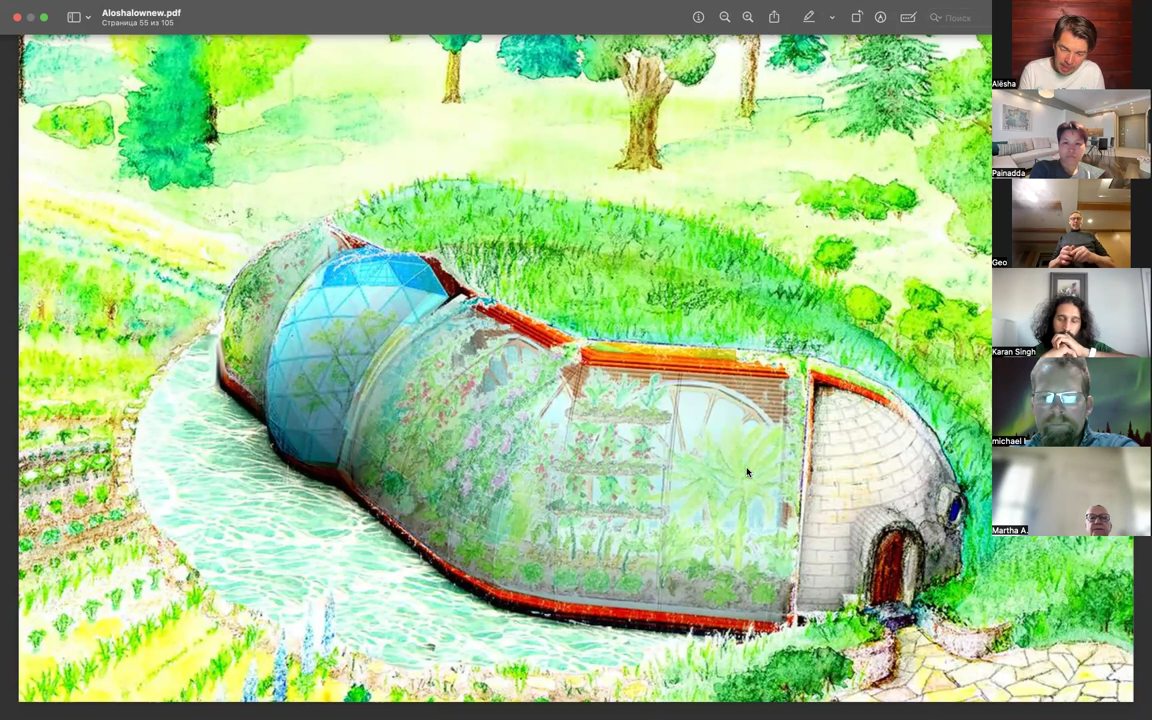 Aloshalownew.pdf
Страница 55 из 105
Поиск
Alësha
Painadda
Geo
Karan Singh
michael
Martha A.